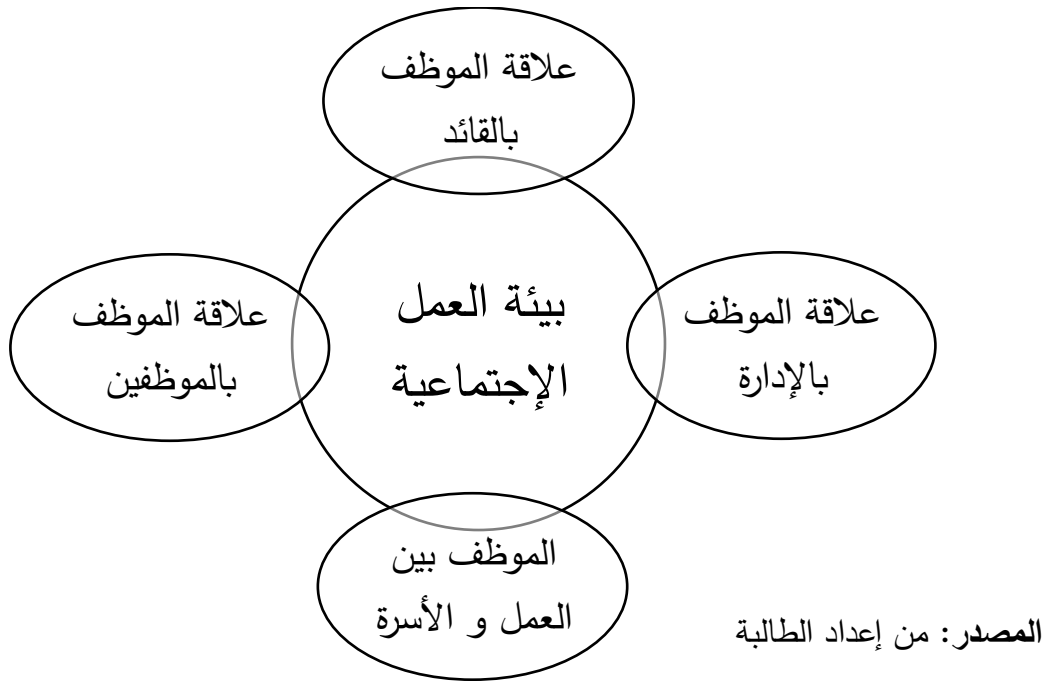 علاقة الموظف
بالقائد
علاقة الموظف
بالإدارة
بيئة العمل
الإجتماعية
علاقة الموظف
بالموظفين
الموظف بين
العمل و الأسرة
المصدر: من إعداد الطالبة